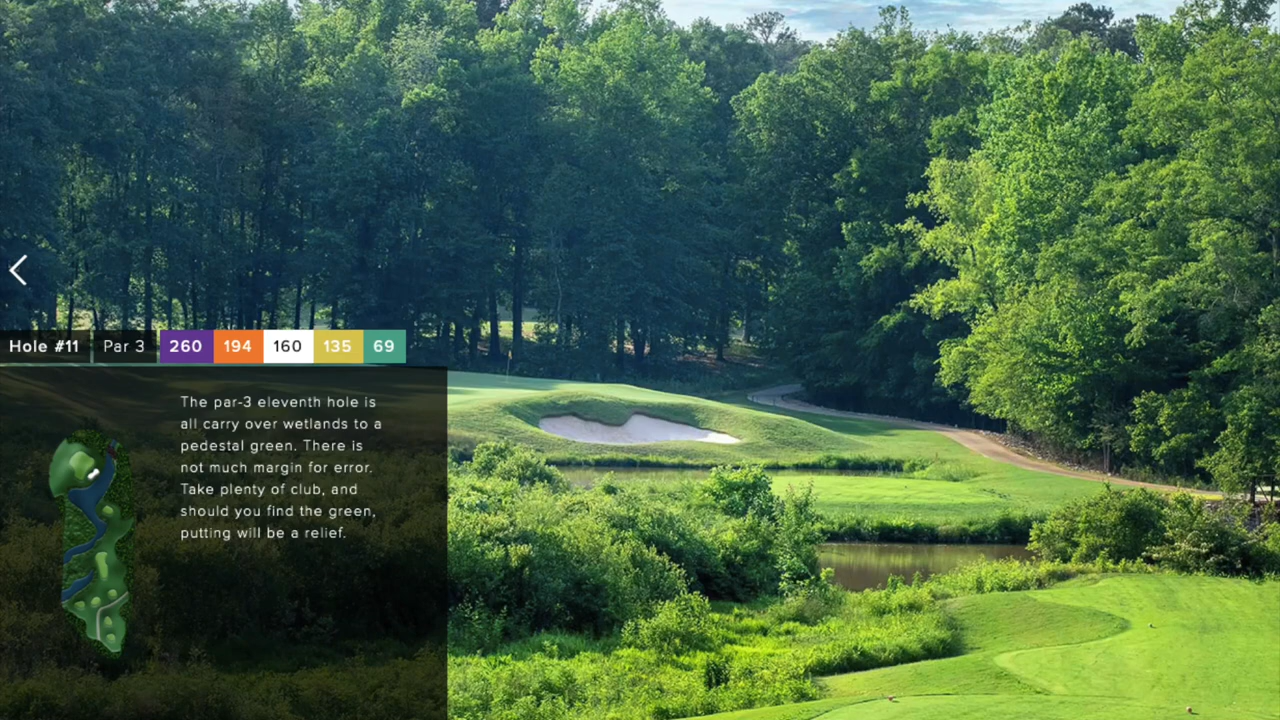 Hole #11 Par 3 260 194 160 135 69
The par-3 eleventh hole is
all carry over wetlands to a
pedestal green. There is
not much margin for error.
Take plenty of club, and
should you find the green,
putting will be a relief.